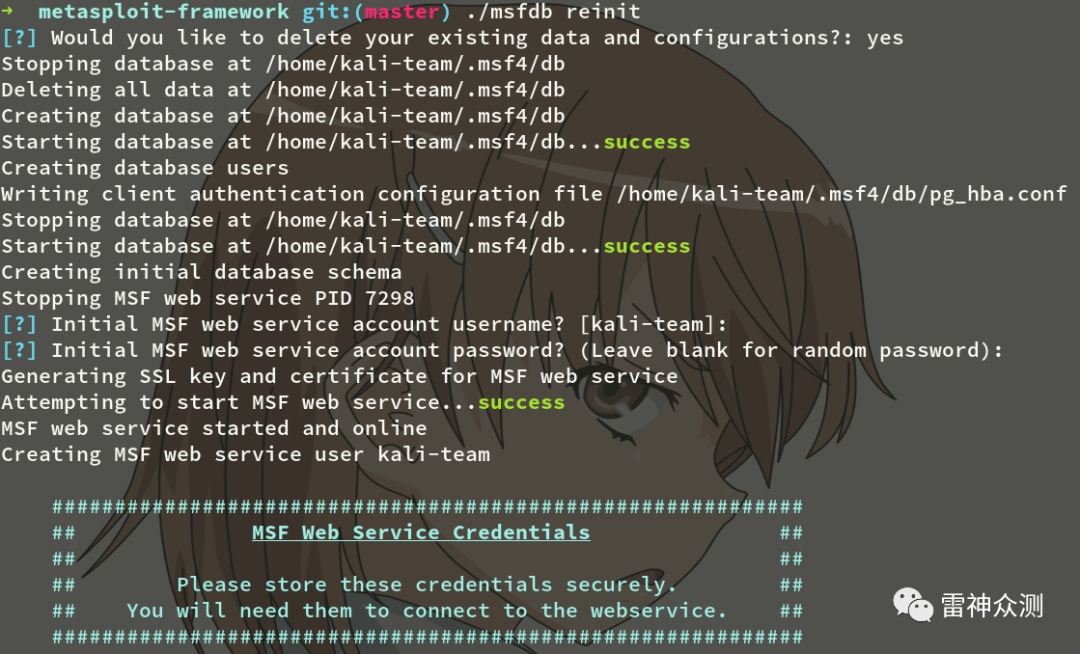 →  metasploit-framework git:(master) ./msfdb reinit
[?] Would you like to delete your existing data and configurations?: yes
Stopping database at /home/kali-team/.msf4/db
Deleting all data at /home/kali-team/.msf4/db
Creating database at /home/kali-team/.msf4/db
Starting database at /home/kali-team/.msf4/db...success
Creating database users
Writing client authentication configuration file /home/kali-team/.msf4/db/pg_hba.conf
Stopping database at /home/kali-team/.msf4/db
Starting database at /home/kali-team/.msf4/db...success
Creating initial database schema
Stopping MSF web service PID 7298
[?] Initial MSF web service account username? [kali-team]:
[?] Initial MSF web service account password? (Leave blank for random password):
Generating SSL key and certificate for MSF web service
Attempting to start MSF web service...success
MSF web service started and online
Creating MSF web service user kali-team
############################################################
##              MSF Web Service Credentials               ##
##                                                        ##
##        Please store these credentials securely.        ##
##    You will need them to connect to the webservice.    ##
############################################################
雷神众测